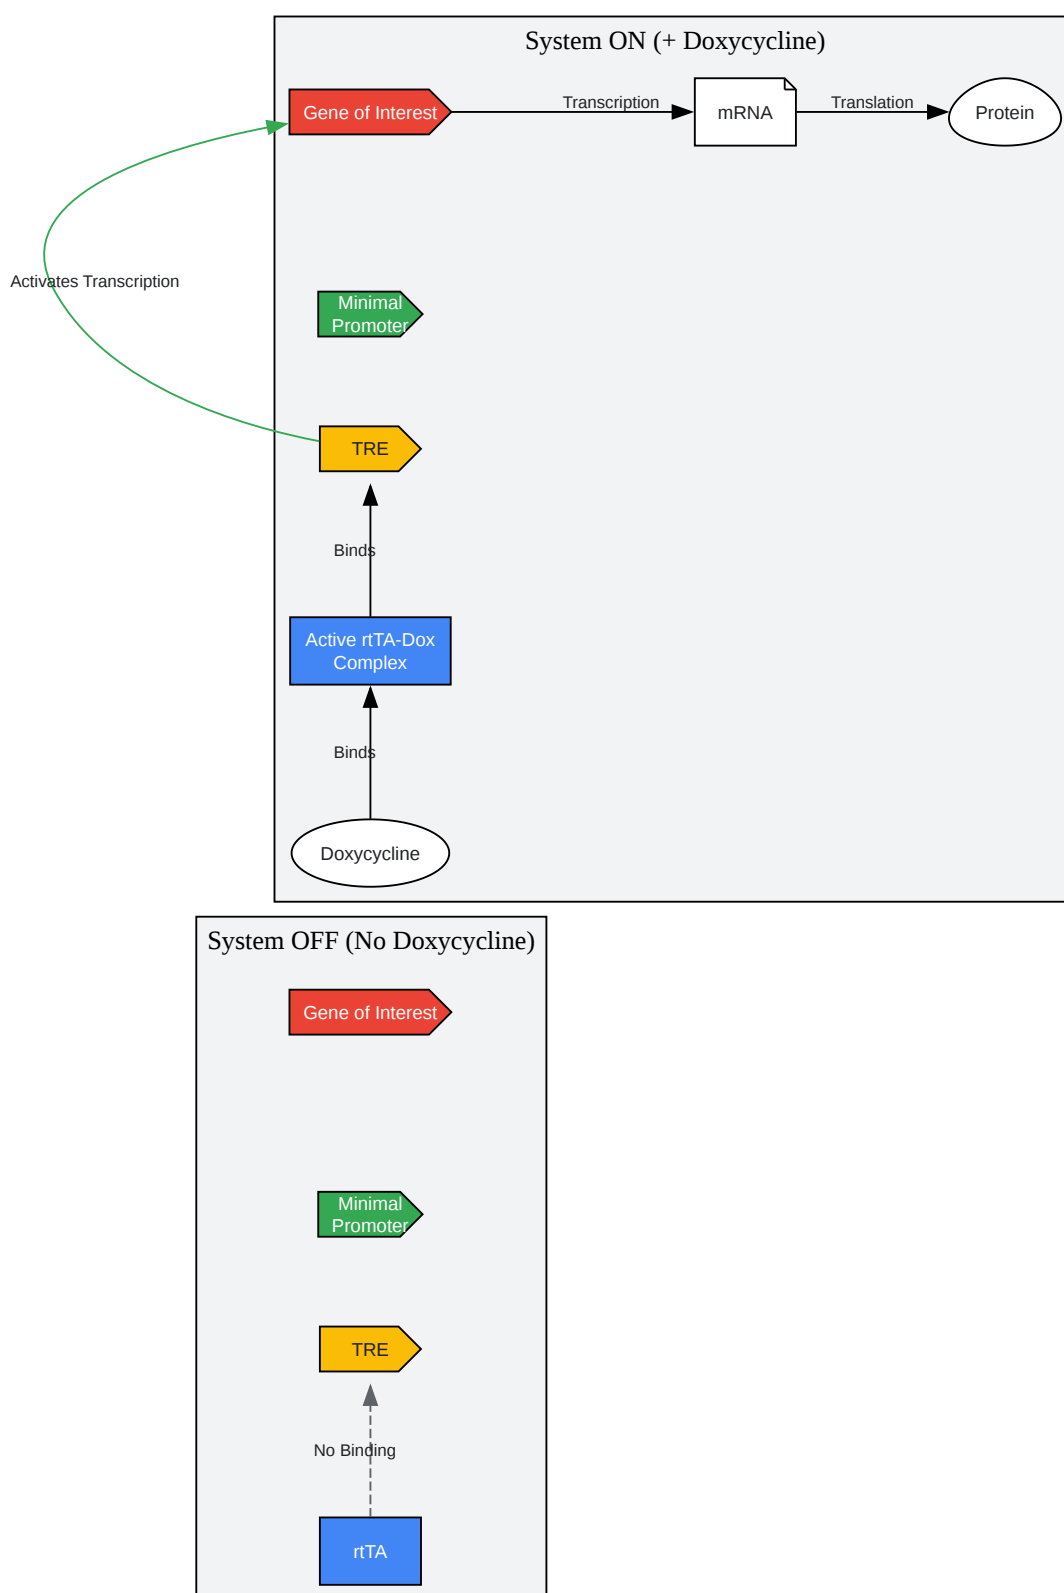 System ON (+ Doxycycline)
Gene of Interest
Transcription
mRNA
Translation
Protein
Activates Transcription
Minimal
Promoter
TRE
Binds
Active rtTA-Dox
Complex
Binds
Doxycycline
System OFF (No Doxycycline)
Gene of Interest
Minimal
Promoter
TRE
No Binding
rtTA